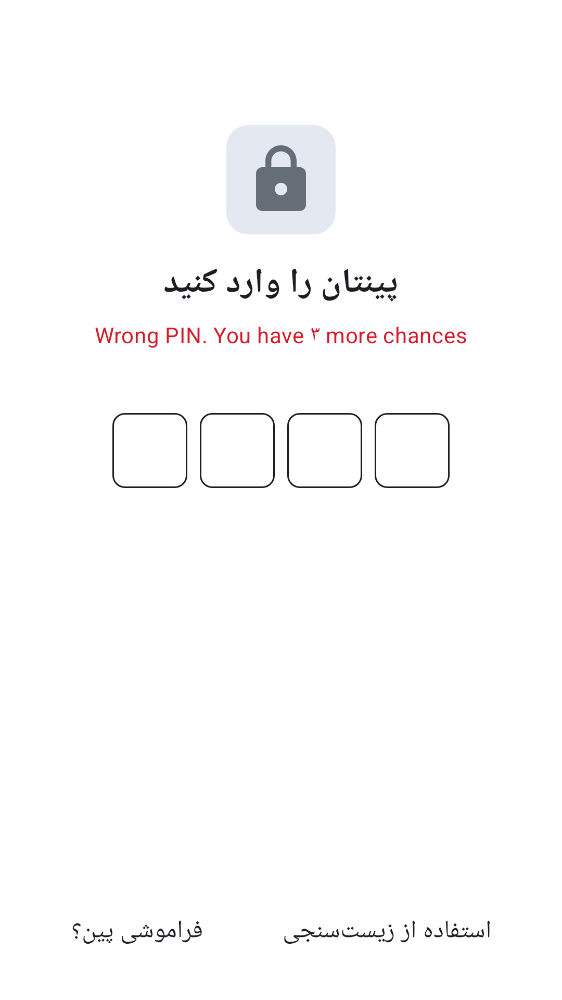 پینتان را وارد کنید
Wrong PIN. You have ۳ more chances
استفاده از زیست‌سنجی
فراموشی پین؟